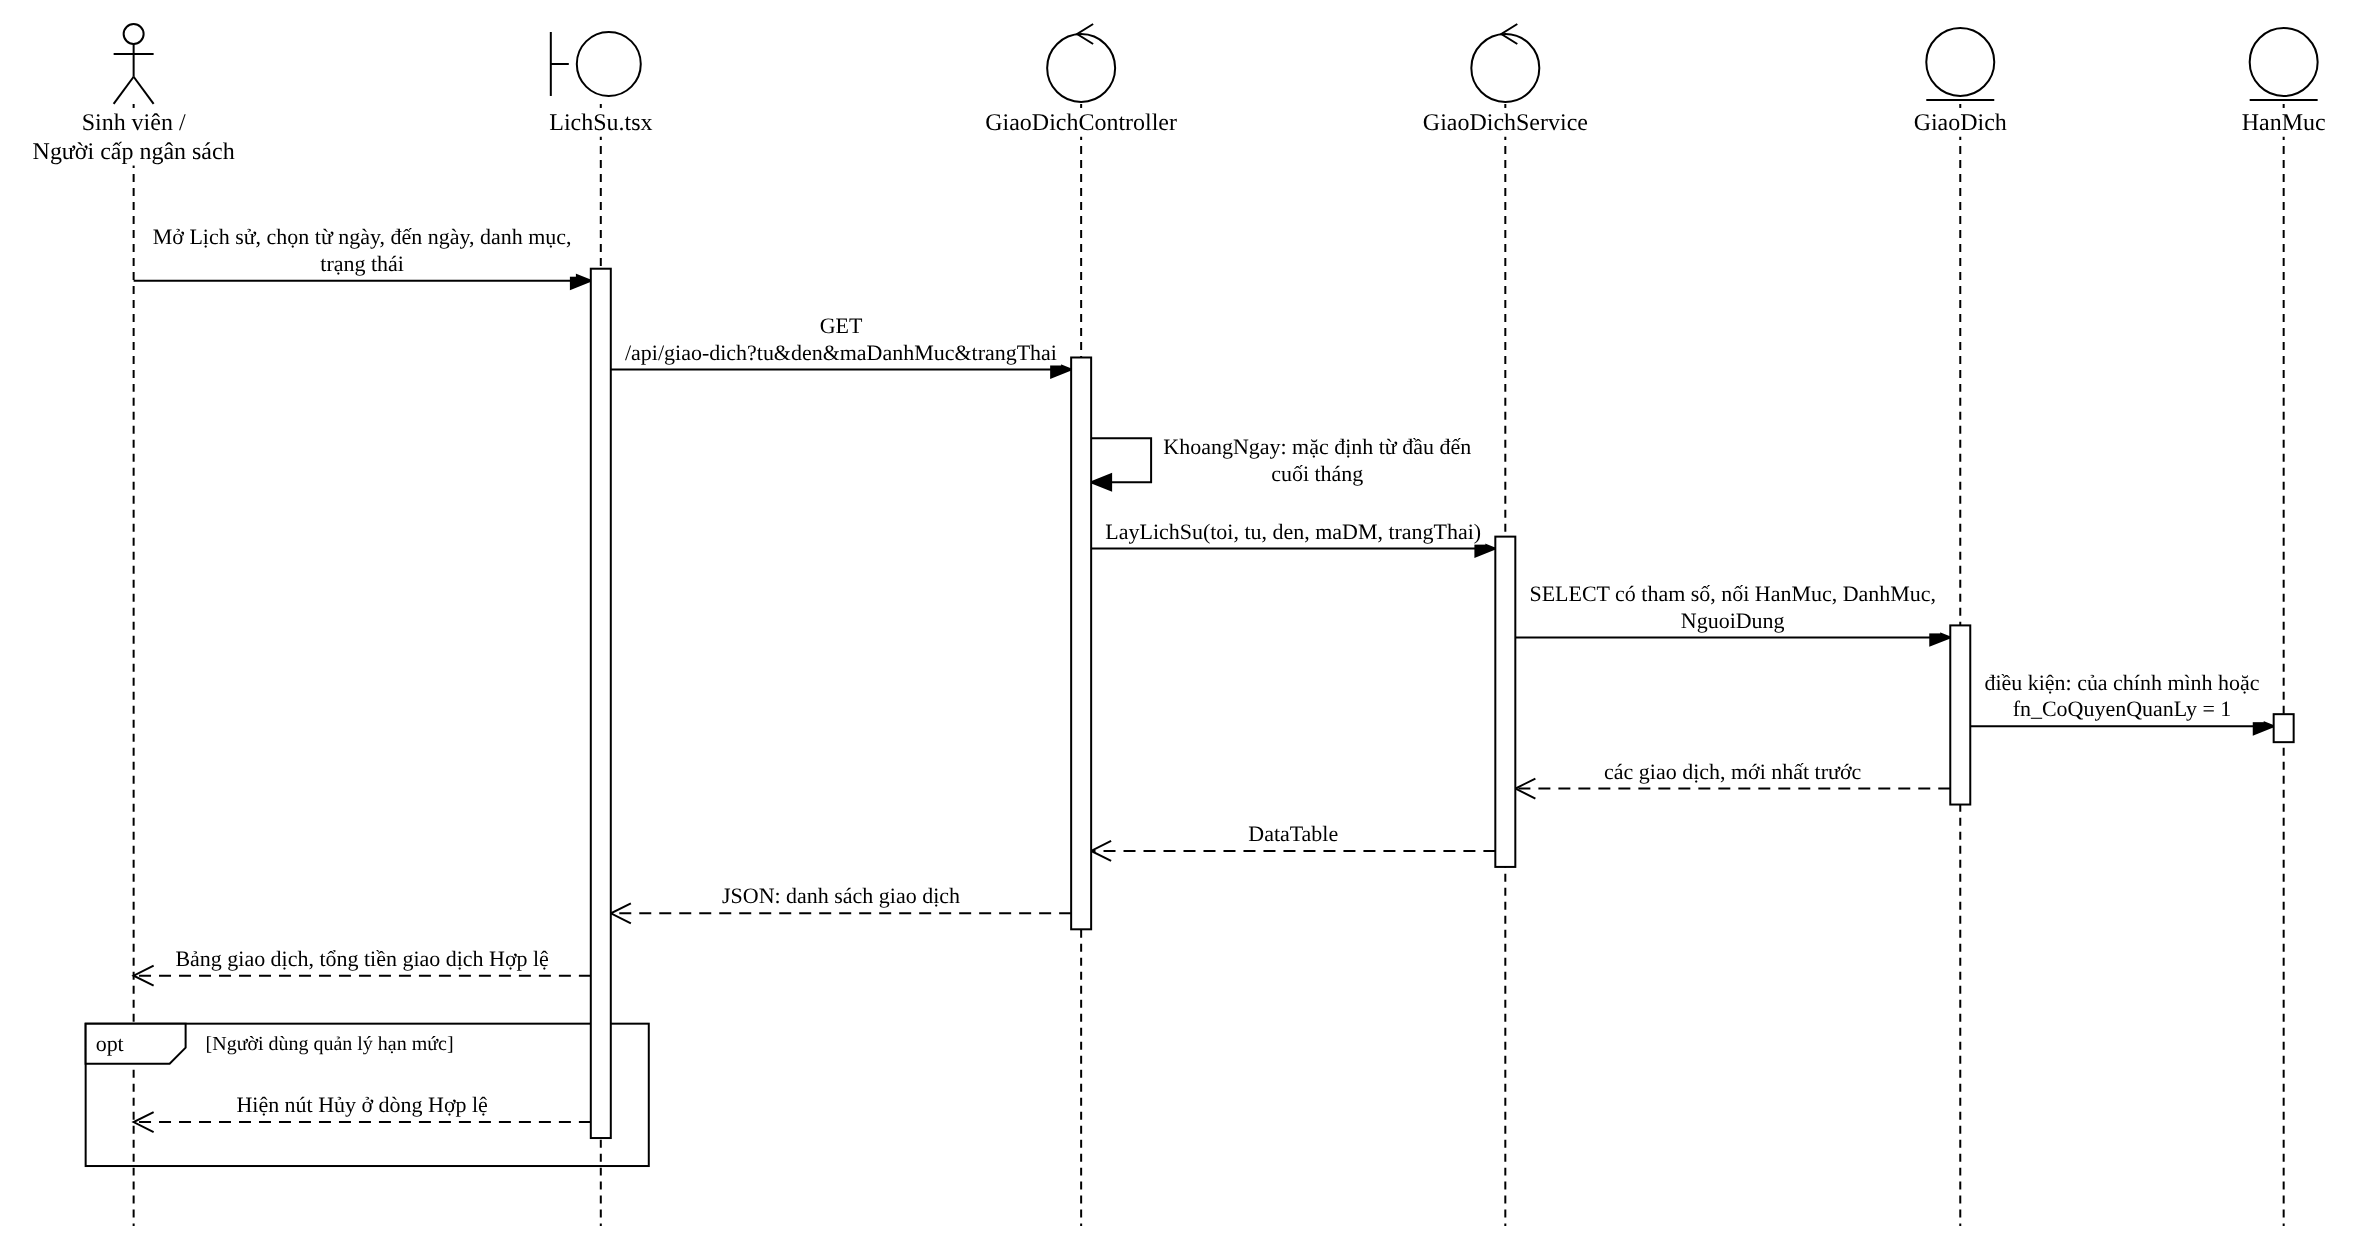 Sinh viên /
Người cấp ngân sách
LichSu.tsx
GiaoDichController
GiaoDichService
GiaoDich
HanMuc
Mở Lịch sử, chọn từ ngày, đến ngày, danh mục,
trạng thái
GET
/api/giao-dich?tu&den&maDanhMuc&trangThai
KhoangNgay: mặc định từ đầu đến
cuối tháng
LayLichSu(toi, tu, den, maDM, trangThai)
SELECT có tham số, nối HanMuc, DanhMuc,
NguoiDung
điều kiện: của chính mình hoặc
fn_CoQuyenQuanLy = 1
các giao dịch, mới nhất trước
DataTable
JSON: danh sách giao dịch
Bảng giao dịch, tổng tiền giao dịch Hợp lệ
opt
[Người dùng quản lý hạn mức]
Hiện nút Hủy ở dòng Hợp lệ